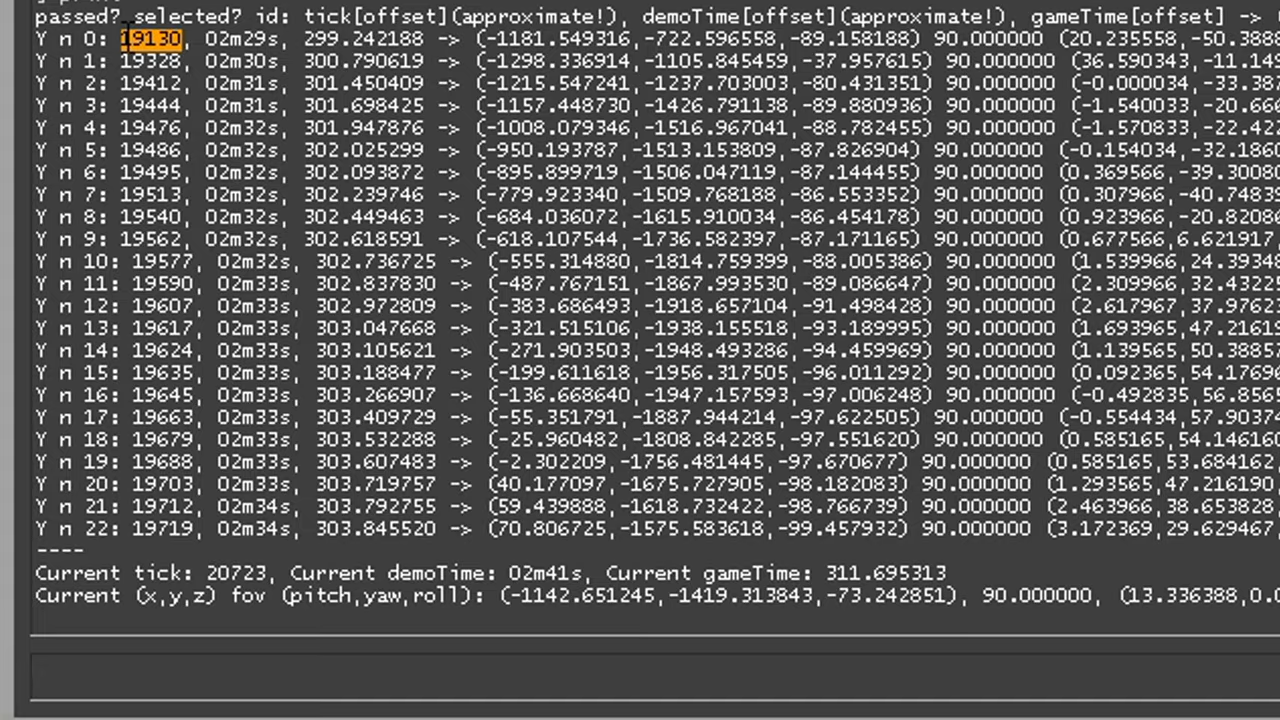 passed? selected? id: tick[offset](approximate!), demoTime[offset](approximate!), gameTime[offset] -> (
Y n 0: 19130, 02m29s, 299.242188 -> (-1181.549316,-722.596558,-89.158188) 90.000000 (20.235558,-50.3888
Y n 1: 19328, 02m30s, 300.790619 -> (-1298.336914,-1105.845459,-37.957615) 90.000000 (36.590343,-11.149
Y n 2: 19412, 02m31s, 301.450409 -> (-1215.547241,-1237.703003,-80.431351) 90.000000 (-0.000034,-33.387
Y n 3: 19444, 02m31s, 301.698425 -> (-1157.448730,-1426.791138,-89.880936) 90.000000 (-1.540033,-20.666
Y n 4: 19476, 02m32s, 301.947876 -> (-1008.079346,-1516.967041,-88.782455) 90.000000 (-1.570833,-22.429
Y n 5: 19486, 02m32s, 302.025299 -> (-950.193787,-1513.153809,-87.826904) 90.000000 (-0.154034,-32.1860
Y n 6: 19495, 02m32s, 302.093872 -> (-895.899719,-1506.047119,-87.144455) 90.000000 (0.369566,-39.30080
Y n 7: 19513, 02m32s, 302.239746 -> (-779.923340,-1509.768188,-86.553352) 90.000000 (0.307966,-40.74835
Y n 8: 19540, 02m32s, 302.449463 -> (-684.036072,-1615.910034,-86.454178) 90.000000 (0.923966,-20.82080
Y n 9: 19562, 02m32s, 302.618591 -> (-618.107544,-1736.582397,-87.171165) 90.000000 (0.677566,6.621917,
Y n 10: 19577, 02m32s, 302.736725 -> (-555.314880,-1814.759399,-88.005386) 90.000000 (1.539966,24.39348
Y n 11: 19590, 02m33s, 302.837830 -> (-487.767151,-1867.993530,-89.086647) 90.000000 (2.309966,32.43222
Y n 12: 19607, 02m33s, 302.972809 -> (-383.686493,-1918.657104,-91.498428) 90.000000 (2.617967,37.97623
Y n 13: 19617, 02m33s, 303.047668 -> (-321.515106,-1938.155518,-93.189995) 90.000000 (1.693965,47.21613
Y n 14: 19624, 02m33s, 303.105621 -> (-271.903503,-1948.493286,-94.459969) 90.000000 (1.139565,50.38857
Y n 15: 19635, 02m33s, 303.188477 -> (-199.611618,-1956.317505,-96.011292) 90.000000 (0.092365,54.17696
Y n 16: 19645, 02m33s, 303.266907 -> (-136.668640,-1947.157593,-97.006248) 90.000000 (-0.492835,56.8565
Y n 17: 19663, 02m33s, 303.409729 -> (-55.351791,-1887.944214,-97.622505) 90.000000 (-0.554434,57.90376
Y n 18: 19679, 02m33s, 303.532288 -> (-25.960482,-1808.842285,-97.551620) 90.000000 (0.585165,54.146160
Y n 19: 19688, 02m33s, 303.607483 -> (-2.302209,-1756.481445,-97.670677) 90.000000 (0.585165,53.684162,
Y n 20: 19703, 02m33s, 303.719757 -> (40.177097,-1675.727905,-98.182083) 90.000000 (1.293565,47.216190,
Y n 21: 19712, 02m34s, 303.792755 -> (59.439888,-1618.732422,-98.766739) 90.000000 (2.463966,38.653828,
Y n 22: 19719, 02m34s, 303.845520 -> (70.806725,-1575.583618,-99.457932) 90.000000 (3.172369,29.629467,
----
Current tick: 20723, Current demoTime: 02m41s, Current gameTime: 311.695313
Current (x,y,z) fov (pitch,yaw,roll): (-1142.651245,-1419.313843,-73.242851), 90.000000, (13.336388,0.0